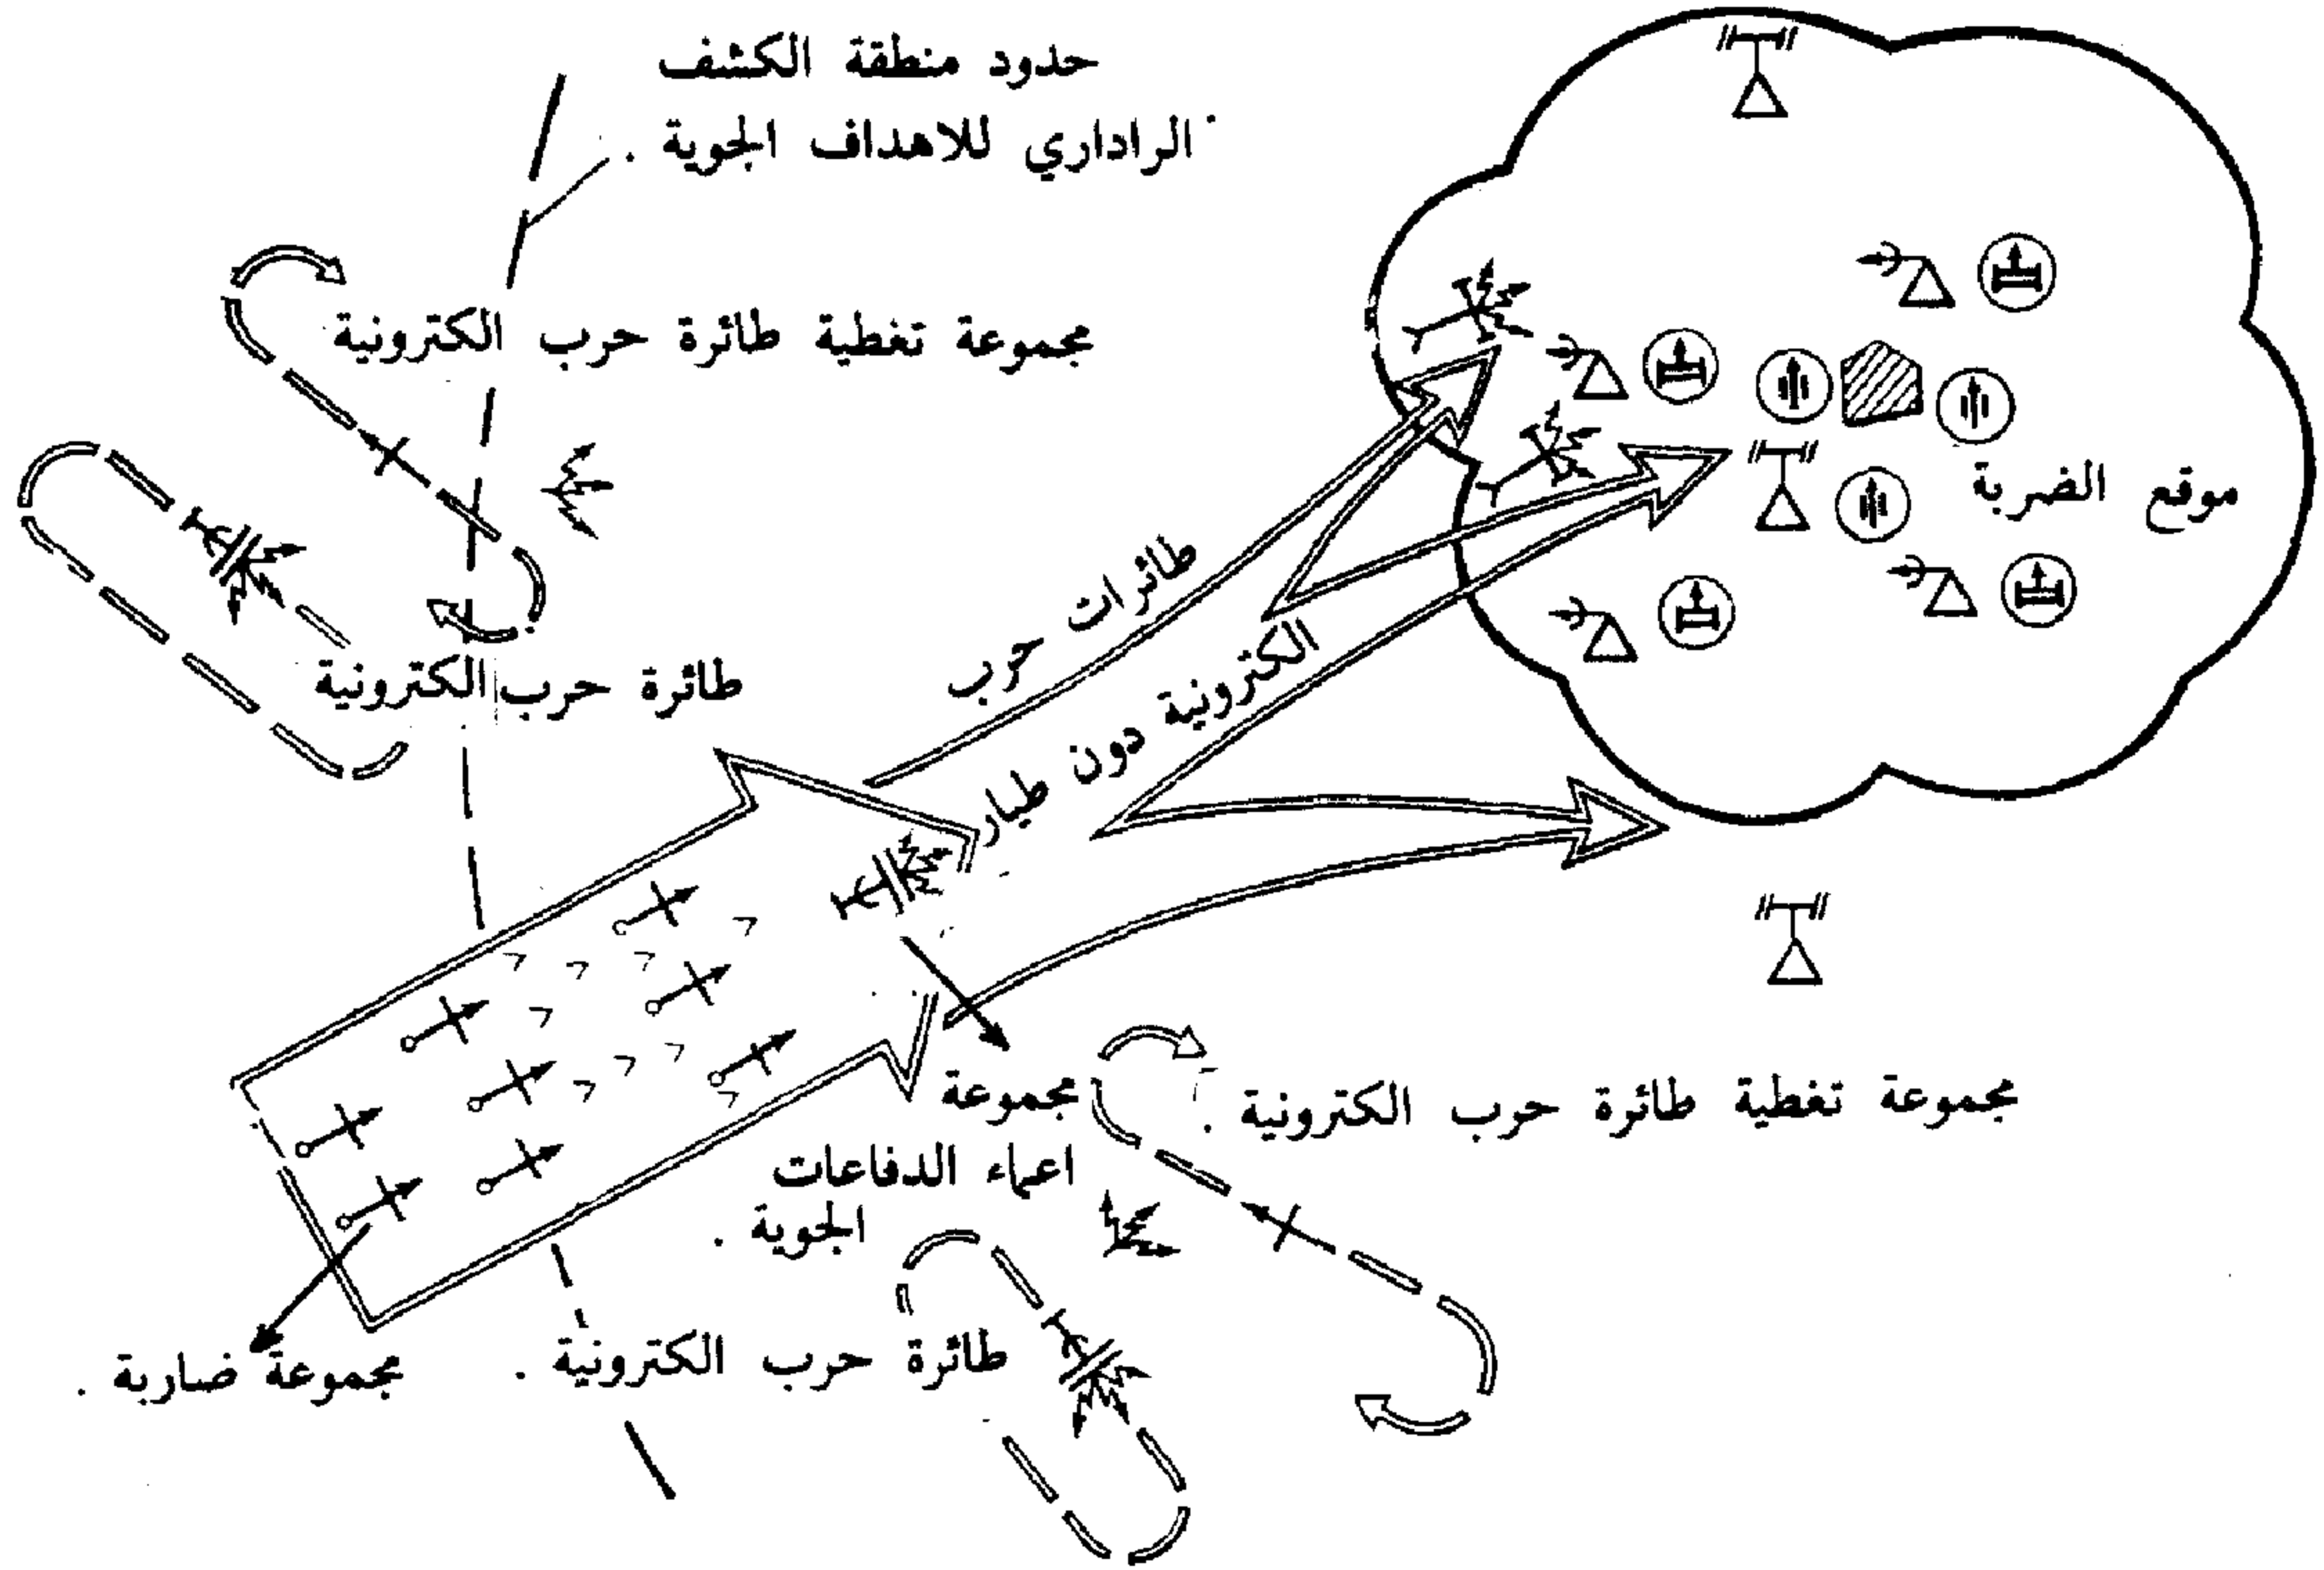 حدود منطقة الكشف
الراداري للاهداف الجوية .
مجموعة تغطية طائرة حرب الكترونية
موقع الضربة
طائرات حرب
الكترونية دون طيار
طائرة حرب الكترونية
مجموعة
اعماء الدفاعات
الجوية .
مجموعة تغطية طائرة حرب الكترونية .
طائرة حرب الكترونية .
مجموعة ضاربة .